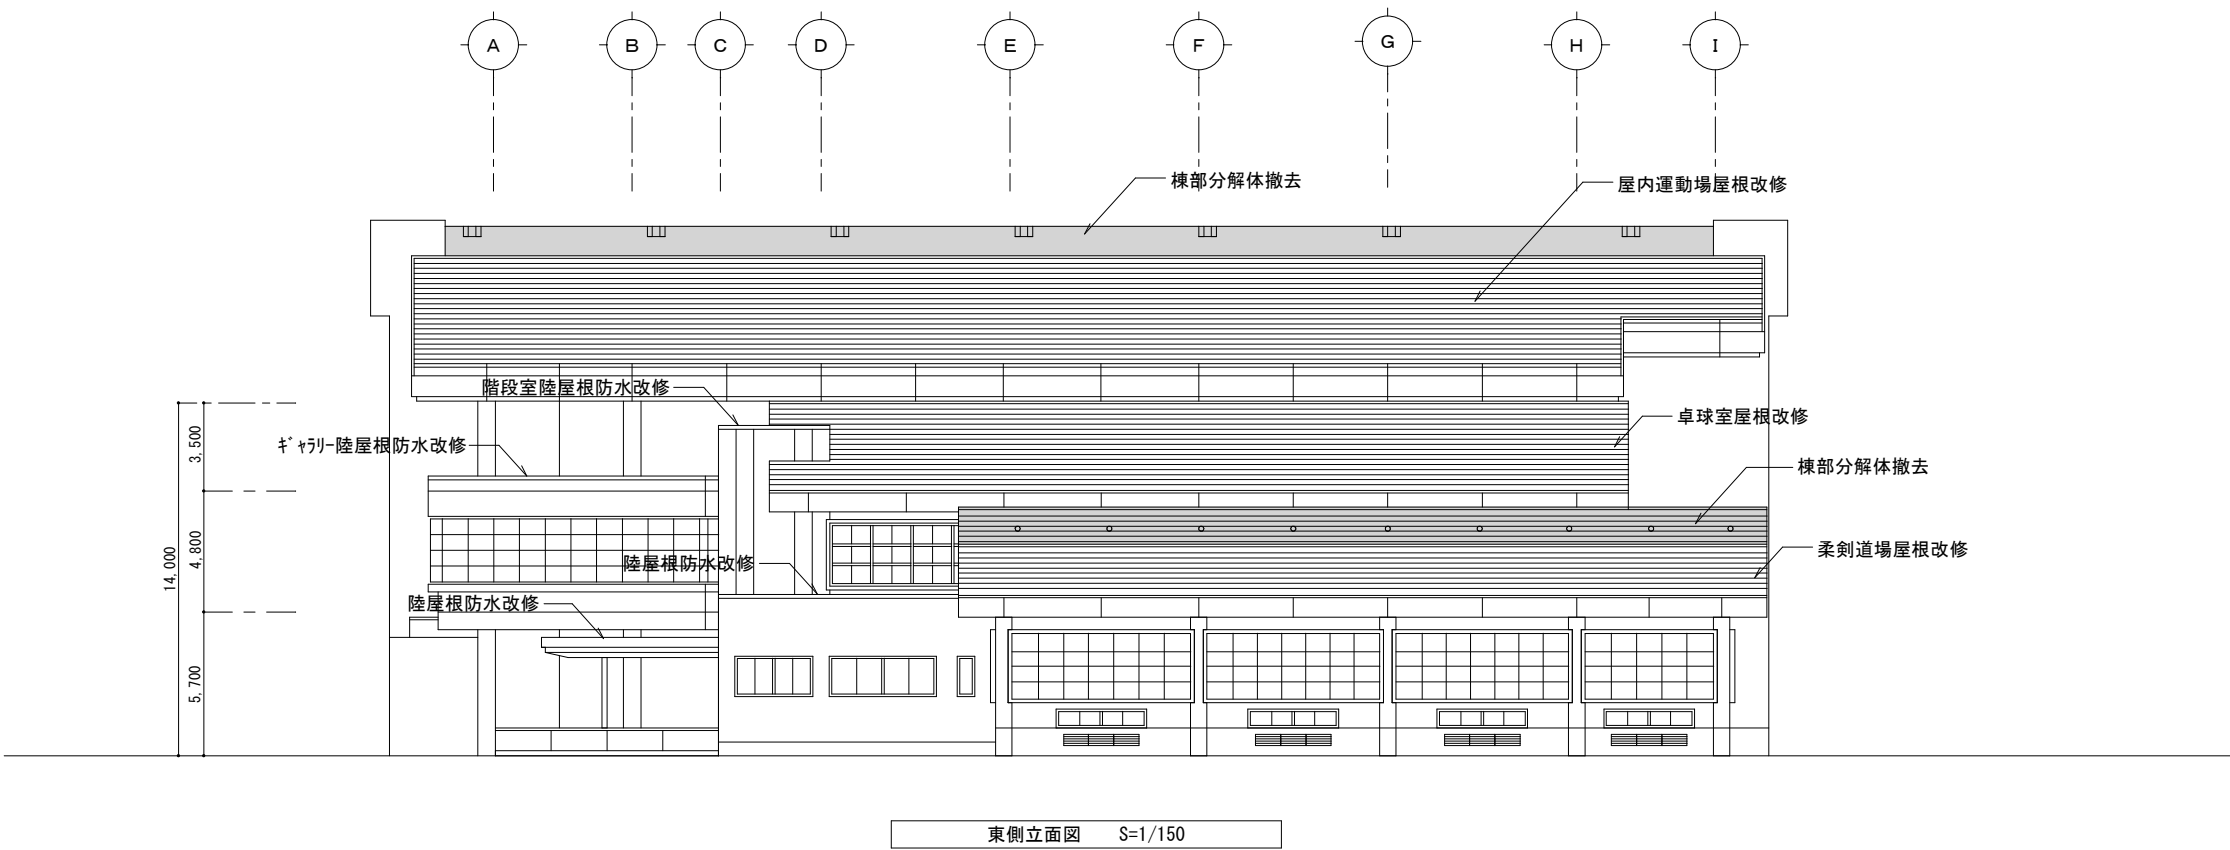 A
B
C
D
E
F
G
H
I
棟部分解体撤去
屋内運動場屋根改修
階段室陸屋根防水改修
卓球室屋根改修
ｷﾞｬﾗﾘｰ陸屋根防水改修
棟部分解体撤去
柔剣道場屋根改修
陸屋根防水改修
陸屋根防水改修
3,500
4,800
14,000
5,700
東側立面図 S=1/150